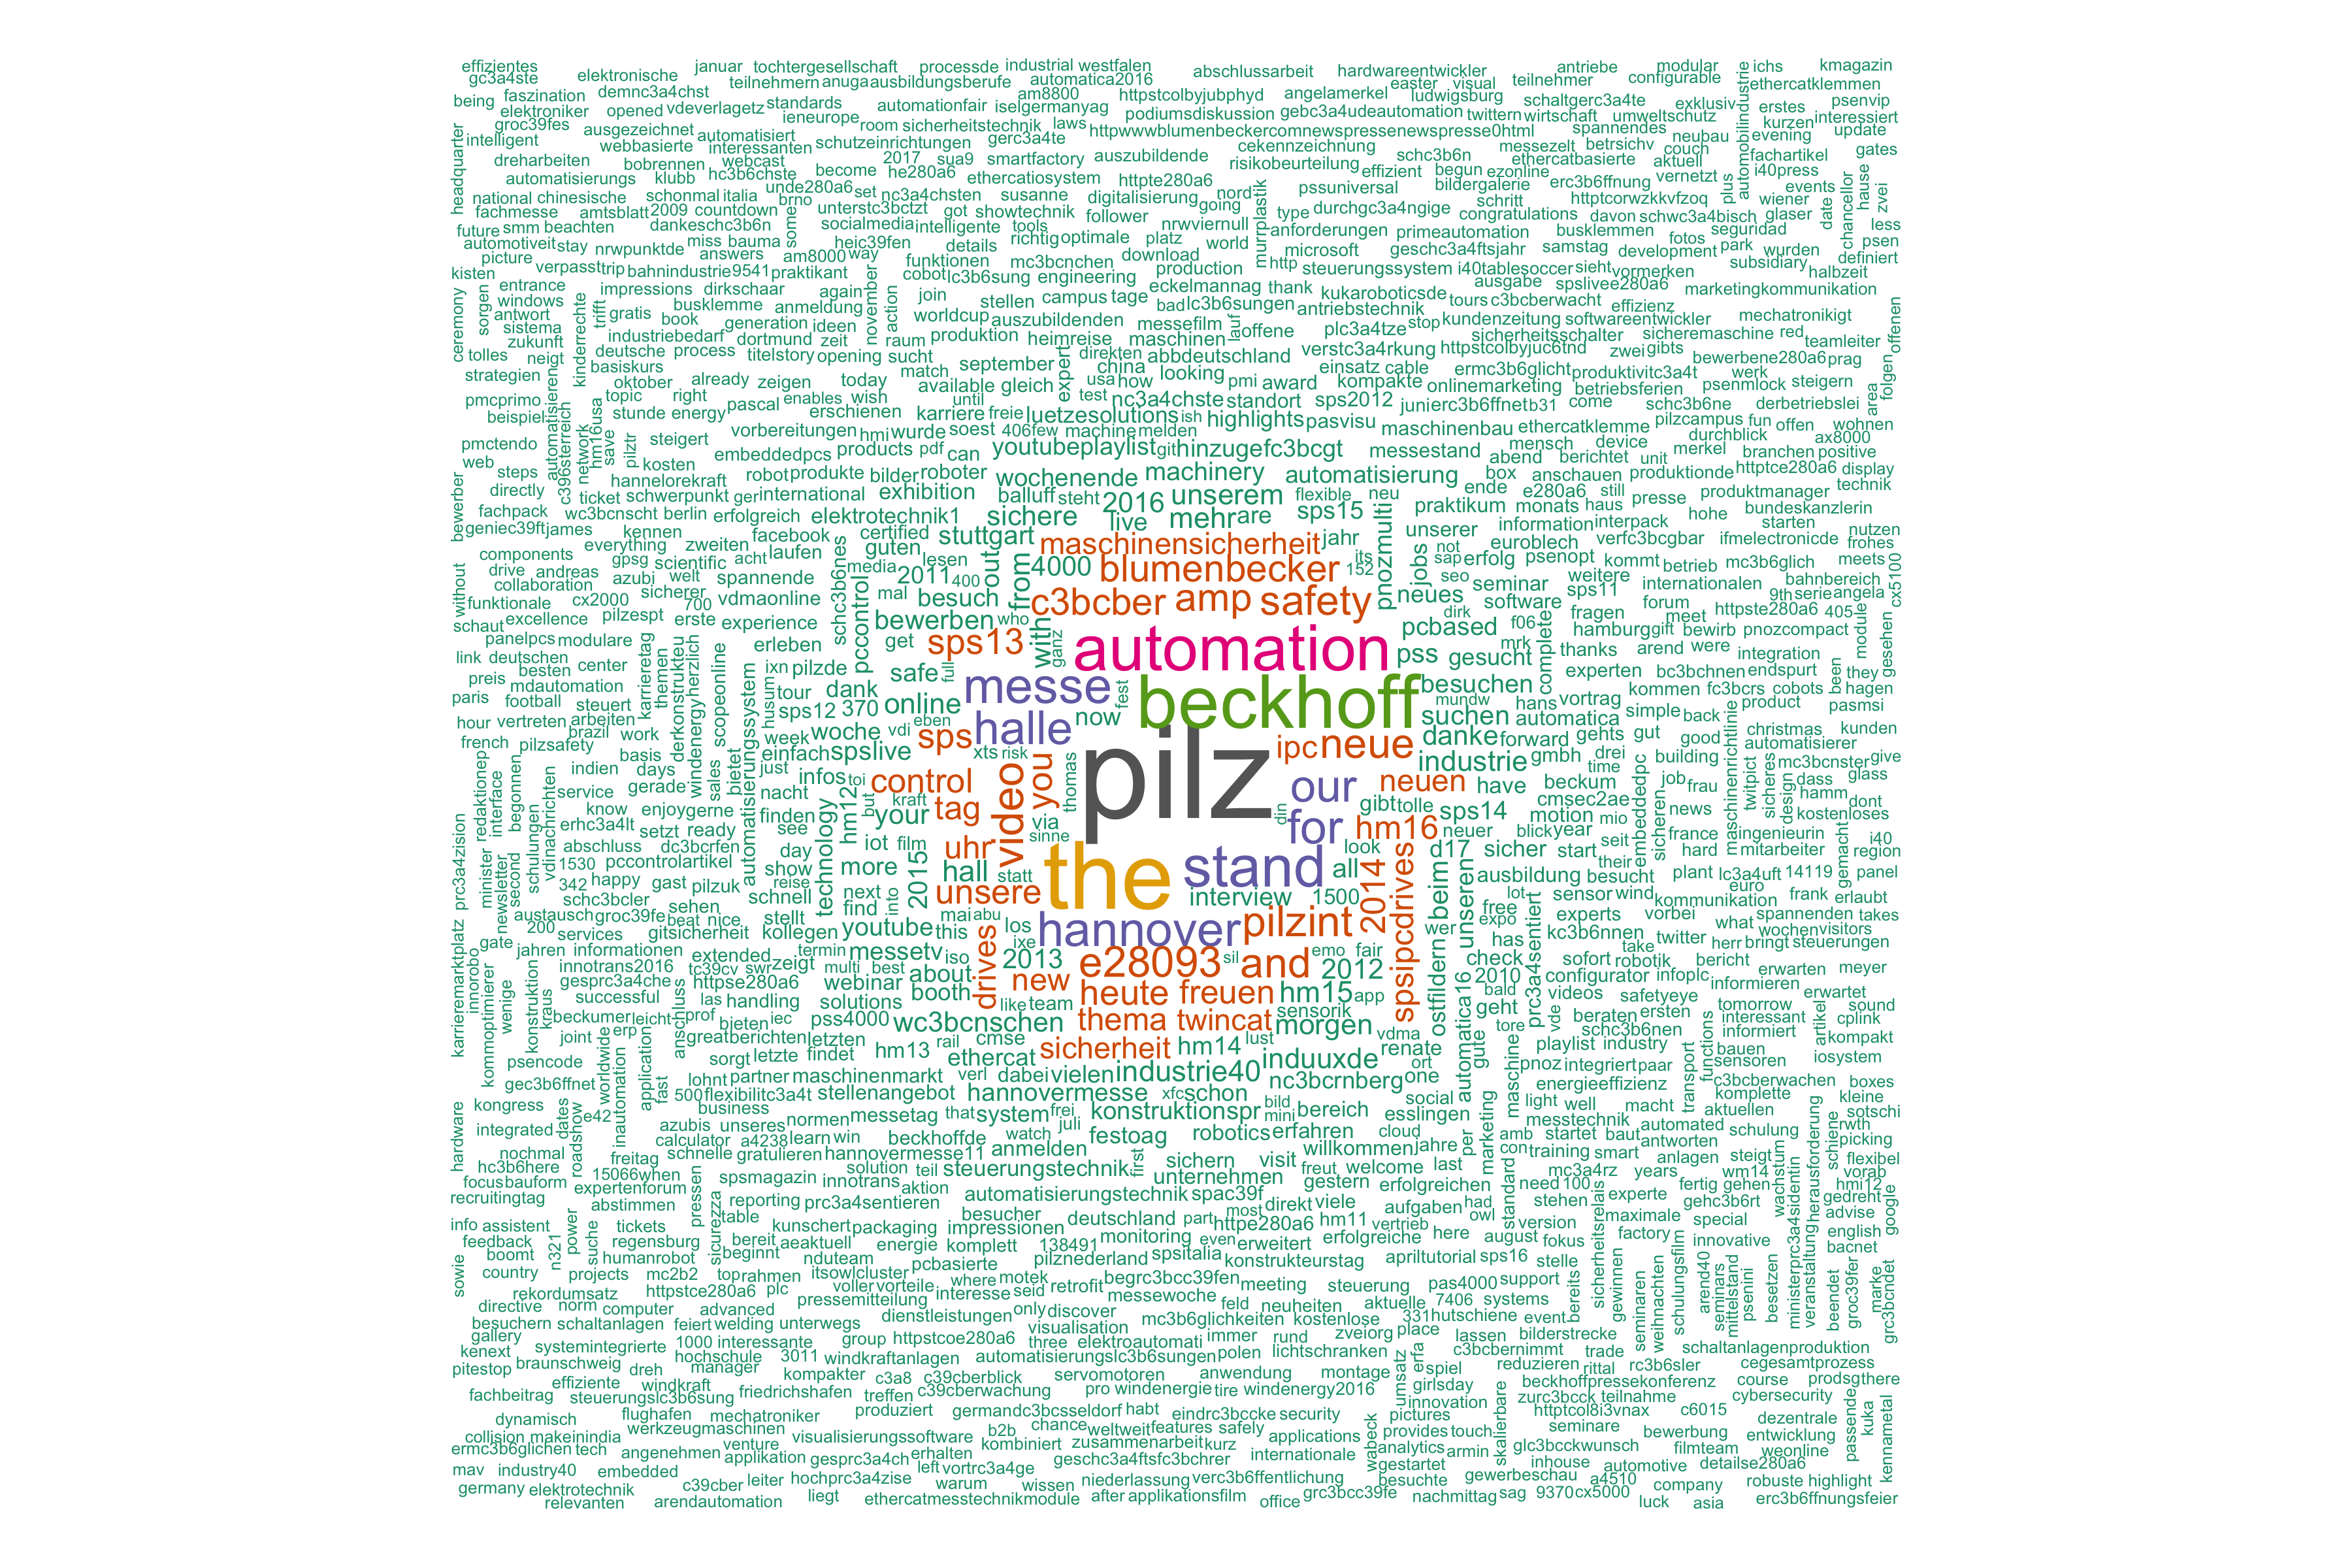 effizientes januar tochtergesellschaft processde industrial westfalen abschlussarbeit hardwareentwickler antriebe modular ichs kmagazin
gc3a4ste elektronische teilnehmern anuga ausbildungsberufe automatica2016 easter visual teilnehmer configurable ethercatklemmen
being faszination demnc3a4chst am8800 httpstcolbyjubphyd angelamerkel ludwigsburg schaltgerc3a4te exklusiv erstes psenvip
elektroniker opened vdeverlagetz standards automationfair iselgermanyag podiumsdiskussion gebc3a4udeautomation twittern wirtschaft umweltschutz kurzen interessiert
groc39fes ausgezeichnet automatisiert ieneurope room sicherheitstechnik laws httpwwwblumenbeckercomnewspressenewspresse0html spannendes neubau evening update
intelligent webbasierte interessanten schutzeinrichtungen gerc3a4te cekennzeichnung messezelt betrsichv couch fachartikel gates
headquarter dreharbeiten bobrennen webcast 2017 sua9 smartfactory auszubildende risikobeurteilung schc3b6n ethercatbasierte aktuell automobilindustrie
automatisierungs klubb hc3b6chste become he280a6 ethercatiosystem httpte280a6 effizient begun ezonline vernetzt i40press
national chinesische schonmal italia unde280a6 set nc3a4chsten susanne digitalisierung nord pssuniversal bildergalerie erc3b6ffnung plus events hause zvei
fachmesse amtsblatt 2009 countdown brno unterstc3bctzt got showtechnik going type durchgc3a4ngige schritt httptcorwzkkvfzoq wiener date chancellor
future smm beachten dankeschc3b6n some socialmedia intelligente tools follower nrwviernull murrplastik anforderungen congratulations davon schwc3a4bisch glaser less
automotiveit stay nrwpunktde miss bauma heic39fen details richtig optimale platz world primeautomation busklemmen fotos seguridad psen
picture verpasst trip answers am8000 way funktionen mc3bcnchen download microsoft geschc3a4ftsjahr samstag development park wurden definiert
kisten bahnindustrie 9541 praktikant cobot lc3b6sung engineering production http steuerungssystem i40tablesoccer sieht vormerken subsidiary halbzeit
entrance impressions dirkschaar again join stellen campus tage eckelmannag thank kukaroboticsde ausgabe spslivee280a6 marketingkommunikation
ceremony sorgen windows antwort trifft gratis busklemme anmeldung november action worldcup bad lc3b6sungen antriebstechnik tours c3bcberwacht effizienz mechatronikigt
sistema book generation ideen auszubildenden messefilm lauf offene plc3a4tze stop kundenzeitung softwareentwickler red offenen
zukunft kinderrechte industriebedarf dortmund zeit raum produktion heimreise maschinen sicherheitsschalter sicheremaschine teamleiter
tolles neigt deutsche process titelstory opening sucht september expert direkten abbdeutschland verstc3a4rkung httpstcolbyjuc6tnd zwei gibts bewerbene280a6 prag
strategien automatisieren basiskurs oktober already zeigen today match available gleich usa how china looking pmi award einsatz cable ermc3b6glicht produktivitc3a4t werk folgen
pmcprimo topic right pascal enables wish until test nc3a4chste standort kompakte onlinemarketing betriebsferien psenmlock steigern area
beispiel c396sterreich hm16usa stunde energy erschienen karriere freie luetzesolutions ish highlights sps2012 juni erc3b6ffnet b31 come schc3b6ne derbetriebslei
pmctendo network save pilztr steigert vorbereitungen hmi wurde soest 406 few machine melden pasvisu maschinenbau ethercatklemme pilzcampus fun offen wohnen
web steps kosten embeddedpcs products pdf can youtubeplaylist git hinzugefc3bcgt messestand abend mensch device durchblick branchen ax8000 positive
bewerber directly hannelorekraft robot produkte bilder roboter wochenende machinery automatisierung box anschauen berichtet unit merkel produktionde httptce280a6 display
fachpack ticket schwerpunkt ger international exhibition balluff steht 2016 unserem flexible neu ende e280a6 still presse produktmanager technik
geniec39ft james wc3bcnscht berlin erfolgreich elektrotechnik1 sichere live mehr are sps15 pnozmulti praktikum monats haus hohe bundeskanzlerin
everything kennen zweiten facebook certified stuttgart out from maschinensicherheit jahr unserer information interpack starten nutzen
components gpsg scientific acht laufen guten lesen 4000 blumenbecker its jobs not euroblech verfc3bcgbar ifmelectronicde frohes
without drive andreas azubi welt spannende schc3b6nes media 2011 400 152 sap erfolg psenopt kommt betrieb mc3b6glich meets cx5100
collaboration sicherer 700 vdmaonline pccontrol mal besuch c3bcber amp safety neues seo seminar weitere sps11 internationalen bahnbereich
funktionale cx2000 pilzespt erste experience bewerben who dirk software fragen forum 9th serie angela
schaut excellence erleben get sps13 with ganz automation pcbased f06 hamburg gift meet httpste280a6 405 module
panelpcs modulare karrieretag themen derkonstrukteu herzlich ixn pilzde safe full pss gesucht mrk complete thanks bewirb pnozcompact gesehen
link deutschen besten center scopeonline automatisierungssystem tour dank messe besuchen experten arend were integration they
preis mdautomation windenergy husum sps12 370 online fest beckhoff mundw hans vortrag bc3bchnen endspurt been hagen
paris football steuert sales week woche vdi eben halle now suchen automatica kommen fc3bcrs cobots product pasmsi
hour vertreten arbeiten brazil work bietet einfach spslive sps xts risk ipc neue danke forward gehts gut simple back christmas kunden
french pilzsafety basis just infos toi control you thomas pilz industrie gmbh drei building good automatisierer
redaktionep interface indien days nacht but kraft video our neuen have beckum time job frau maschinenrichtlinie twitpict sicheres mc3bcnster give
service begonnen gerade technology hm12 tag via din gibt tolle sps14 cmsec2ae embeddedpc sicheren news design dass glass
prc3a4zision vdinachrichten know enjoy gerne finden your sinne for hm16 motion mio france hamm dont kostenloses
minister erhc3a4lt setzt ready see iot film uhr look neuer blick year seit ingenieurin i40
newsletter second schulungen abschluss dc3bcrfen day hall the stand all d17 sicher start hard mitarbeiter gemacht region
1530 pccontrolartikel show more 2015 statt 2014 spsipcdrives beim their plant lc3a4uft 14119 panel
342 happy gast pilzuk reise next unsere interview 1500 unseren ausbildung besucht euro frank
schc3bcler sehen schnell find into lot sensor wind kommunikation erlaubt
austausch groc39fe beat nice stellt mai abu hannover pilzint free experts vorbei what spannenden takes
200 services gitsicherheit kollegen youtube this los wer expo has kc3b6nnen twitter wochen visitors
karrieremarktplatz gate jahren informationen termin messetv drives ixe e28093 sil and emo fair ostfildern prc3a4sentiert take herr bringt steuerungen
innorobo innotrans2016 extended tc39cv swr zeigt multi best iso 2013 2012 check sofort robotik bericht
kommoptimierer wenige konstruktion kraus gesprc3a4che httpse280a6 webinar about new automatica16 2010 configurator infoplc erwarten meyer
successful anschluss las handling solutions booth like team heute freuen hm15 app geht bald videos safetyeye informieren erwartet
beckumer leicht prof bieten iec pss4000 wc3bcnschen thema twincat sensorik morgen gute tore vde beraten ersten tomorrow sound
joint erp great berichten letzten rail cmse lust vdma schc3b6nen interessant artikel cplink
psencode sorgt letzte findet hm13 ethercat sicherheit hm14 renate ort playlist industry functions informiert kompakt
gec3b6ffnet worldwide application fast lohnt partner maschinenmarkt verl dabei vielen industrie40 induuxde nc3bcrnberg one maschine pnoz integriert paar transport bauen sensoren iosystem
hardware kongress inautomation 500 flexibilitc3a4t stellenangebot hannovermesse xfc schon social energieeffizienz c3bcberwachen boxes
dates e42 business normen messetag that system frei konstruktionspr bild mini bereich esslingen marketing light well macht komplette kleine
integrated azubis unseres juli messtechnik aktuellen sotschi
roadshow calculator a4238 learn win beckhoffde watch festoag robotics erfahren cloud per amb startet baut automated schulung herausforderung schiene rwth
nochmal freitag schnelle gratulieren hannovermesse11 anmelden first willkommen jahre con training smart antworten picking
hc3b6here 15066 when solution steuerungstechnik sichern visit anlagen steigt flexibel
focus bauform expertenforum spsmagazin innotrans teil unternehmen freut welcome last standard mc3a4rz years wm14 vorab
recruitingtag pressen sicurezza reporting prc3a4sentieren aktion automatisierungstechnik spac39f gestern erfolgreichen need 100 experte fertig gehen wachstum hmi12
abstimmen table besucher direkt viele aufgaben had stehen sicherheitsrelais gehc3b6rt ministerprc3a4sidentin veranstaltung gedreht google
info assistent power suche tickets kunschert packaging impressionen deutschland part most httpe280a6 hm11 vertrieb owl version maximale special advise
feedback n321 regensburg bereit aeaktuell energie komplett monitoring even erweitert erfolgreiche here august fokus factory innovative english
sowie boomt humanrobot beginnt nduteam pcbasierte 138491 pilznederland spsitalia konstrukteurstag april tutorial sps16 stelle bacnet
country projects mc2b2 top rahmen itsowlcluster where motek retrofit begrc3bcc39fen meeting steuerung pas4000 support bereits gewinnen seminaren weihnachten schulungsfilm arend40 seminars mittelstand psenini besetzen beendet groc39fer marke grc3bcndet
rekordumsatz httpstce280a6 plc voller vorteile interesse seid messewoche feld neuheiten aktuelle 7406 systems
directive norm computer advanced pressemitteilung dienstleistungen only discover mc3b6glichkeiten kostenlose 331 hutschiene event
besuchern schaltanlagen feiert welding unterwegs visualisation
gallery systemintegrierte 1000 interessante group httpstcoe280a6 three elektroautomati immer rund zveiorg place lassen bilderstrecke schaltanlagenproduktion
kenext braunschweig hochschule 3011 windkraftanlagen automatisierungslc3b6sungen polen lichtschranken umsatz erfa c3bcbernimmt trade
pitestop dreh manager kompakter c3a8 c39cberblick servomotoren anwendung montage spiel reduzieren rittal rc3b6sler cegesamtprozess
effiziente windkraft friedrichshafen treffen c39cberwachung pro windenergie tire windenergy2016 girlsday skalierbare beckhoffpressekonferenz course prodsg there
fachbeitrag steuerungslc3b6sung innovation zurc3bcck teilnahme cybersecurity passende kuka
dynamisch flughafen mechatroniker produziert germand c3bcsseldorf habt eindrc3bccke security wabeck pictures httptcol8i3vnax c6015 dezentrale
collision makeinindia werkzeugmaschinen visualisierungssoftware b2b chance weltweit features safely applications provides touch seminare bewerbung entwicklung kennametal
ermc3b6glichen tech angenehmen venture applikation gesprc3a4ch erhalten kombiniert zusammenarbeit kurz internationale analytics armin glc3bcckwunsch filmteam weonline
mav industry40 embedded left vortrc3a4ge geschc3a4ftsfc3bchrer gestartet inhouse automotive detailse280a6
germany elektrotechnik c39cber leiter hochprc3a4zise warum wissen niederlassung verc3b6ffentlichung besuchte gewerbeschau a4510 company robuste highlight
relevanten arendautomation liegt ethercatmesstechnikmodule after applikationsfilm office grc3bcc39fe nachmittag sag 9370 cx5000 luck asia erc3b6ffnungsfeier